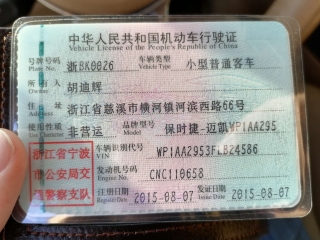 中华人民共和国机动车行驶证
Vehicle License of the People's Republic of China
号牌号码 浙BK0026 车辆类型 小型普通客车
Plate No. Vehicle Type
所有人 胡迪辉
Owner
住址 浙江省慈溪市横河镇河滨西路66号
Address
使用性质 非营运 品牌型号 保时捷-迈凯WP1AA295
Use Character Model
浙江省宁波 车辆识别代号 WP1AA2953FLB24586
VIN
市公安局交 发动机号码 CNC110658
Engine No.
通警察支队 注册日期 2015-08-07 发证日期 2015-08-07
Register Date Issue Date